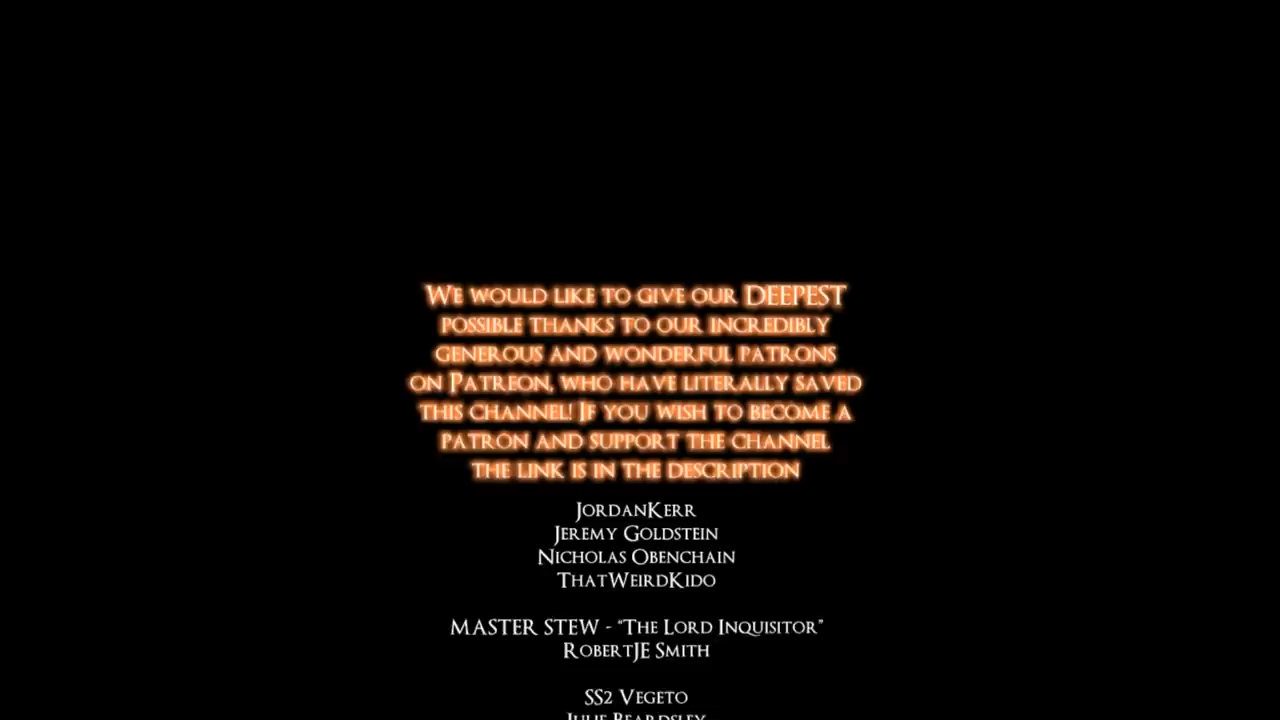 We would like to give our DEEPEST
possible thanks to our incredibly
generous and wonderful patrons
on Patreon, who have literally saved
this channel! If you wish to become a
patron and support the channel
the link is in the description
JordanKerr
Jeremy Goldstein
Nicholas Obenchain
ThatWeirdKido
MASTER STEW - “The Lord Inquisitor”
RobertJE Smith
SS2 Vegeto
Julie Beardsley